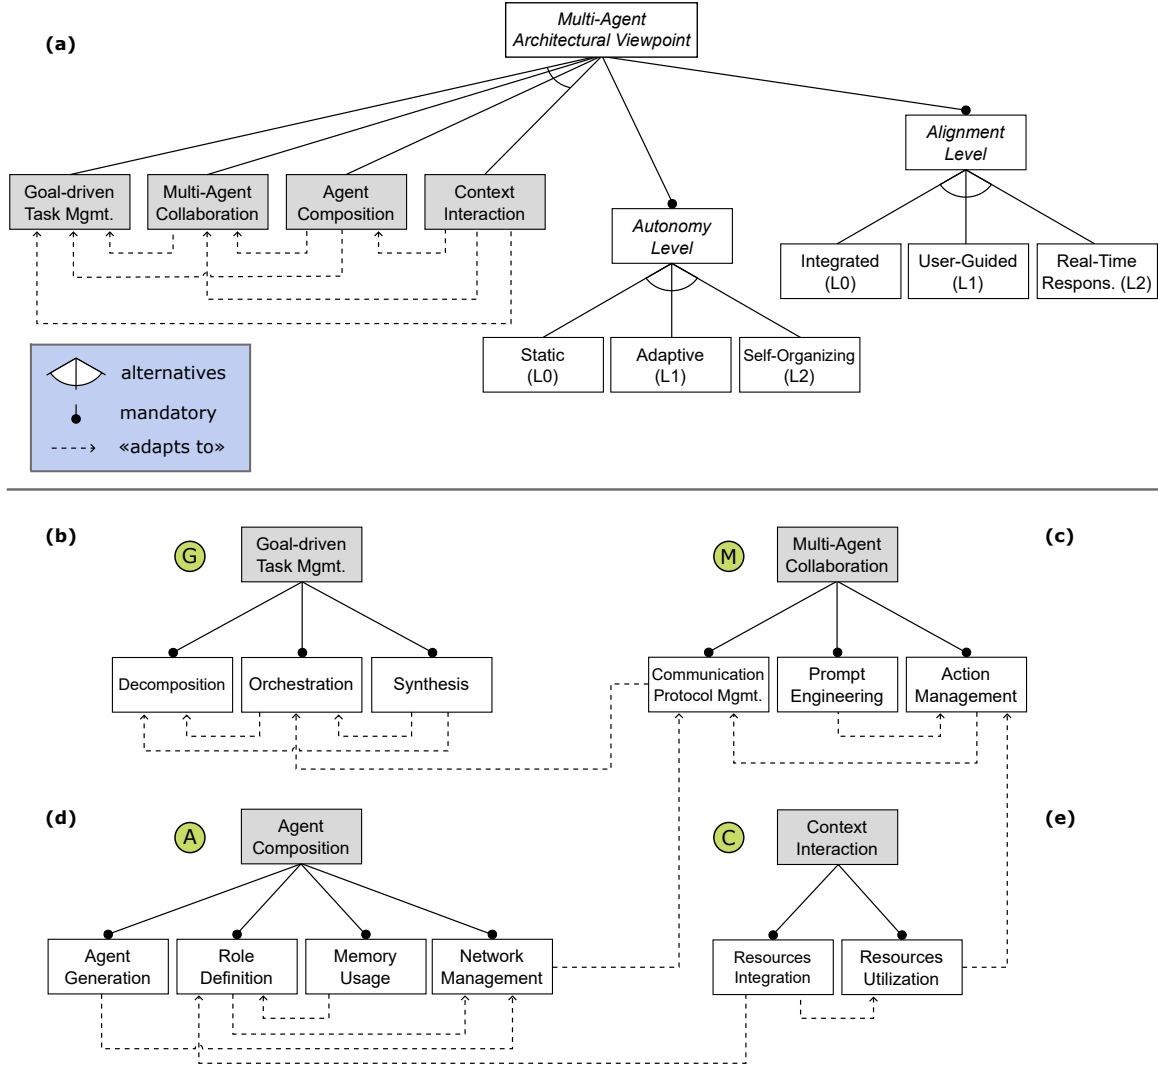 (a)
Multi-Agent
Architectural Viewpoint
Alignment
Level
Goal-driven
Task Mgmt.
Multi-Agent
Collaboration
Agent
Composition
Context
Interaction
Autonomy
Level
Integrated
(L0)
User-Guided
(L1)
Real-Time
Respons. (L2)
Static
(L0)
Adaptive
(L1)
Self-Organizing
(L2)
alternatives
mandatory
«adapts to»
(b)
G
Goal-driven
Task Mgmt.
Decomposition
Orchestration
Synthesis
(c)
M
Multi-Agent
Collaboration
Communication
Protocol Mgmt.
Prompt
Engineering
Action
Management
(d)
A
Agent
Composition
Agent
Generation
Role
Definition
Memory
Usage
Network
Management
(e)
C
Context
Interaction
Resources
Integration
Resources
Utilization